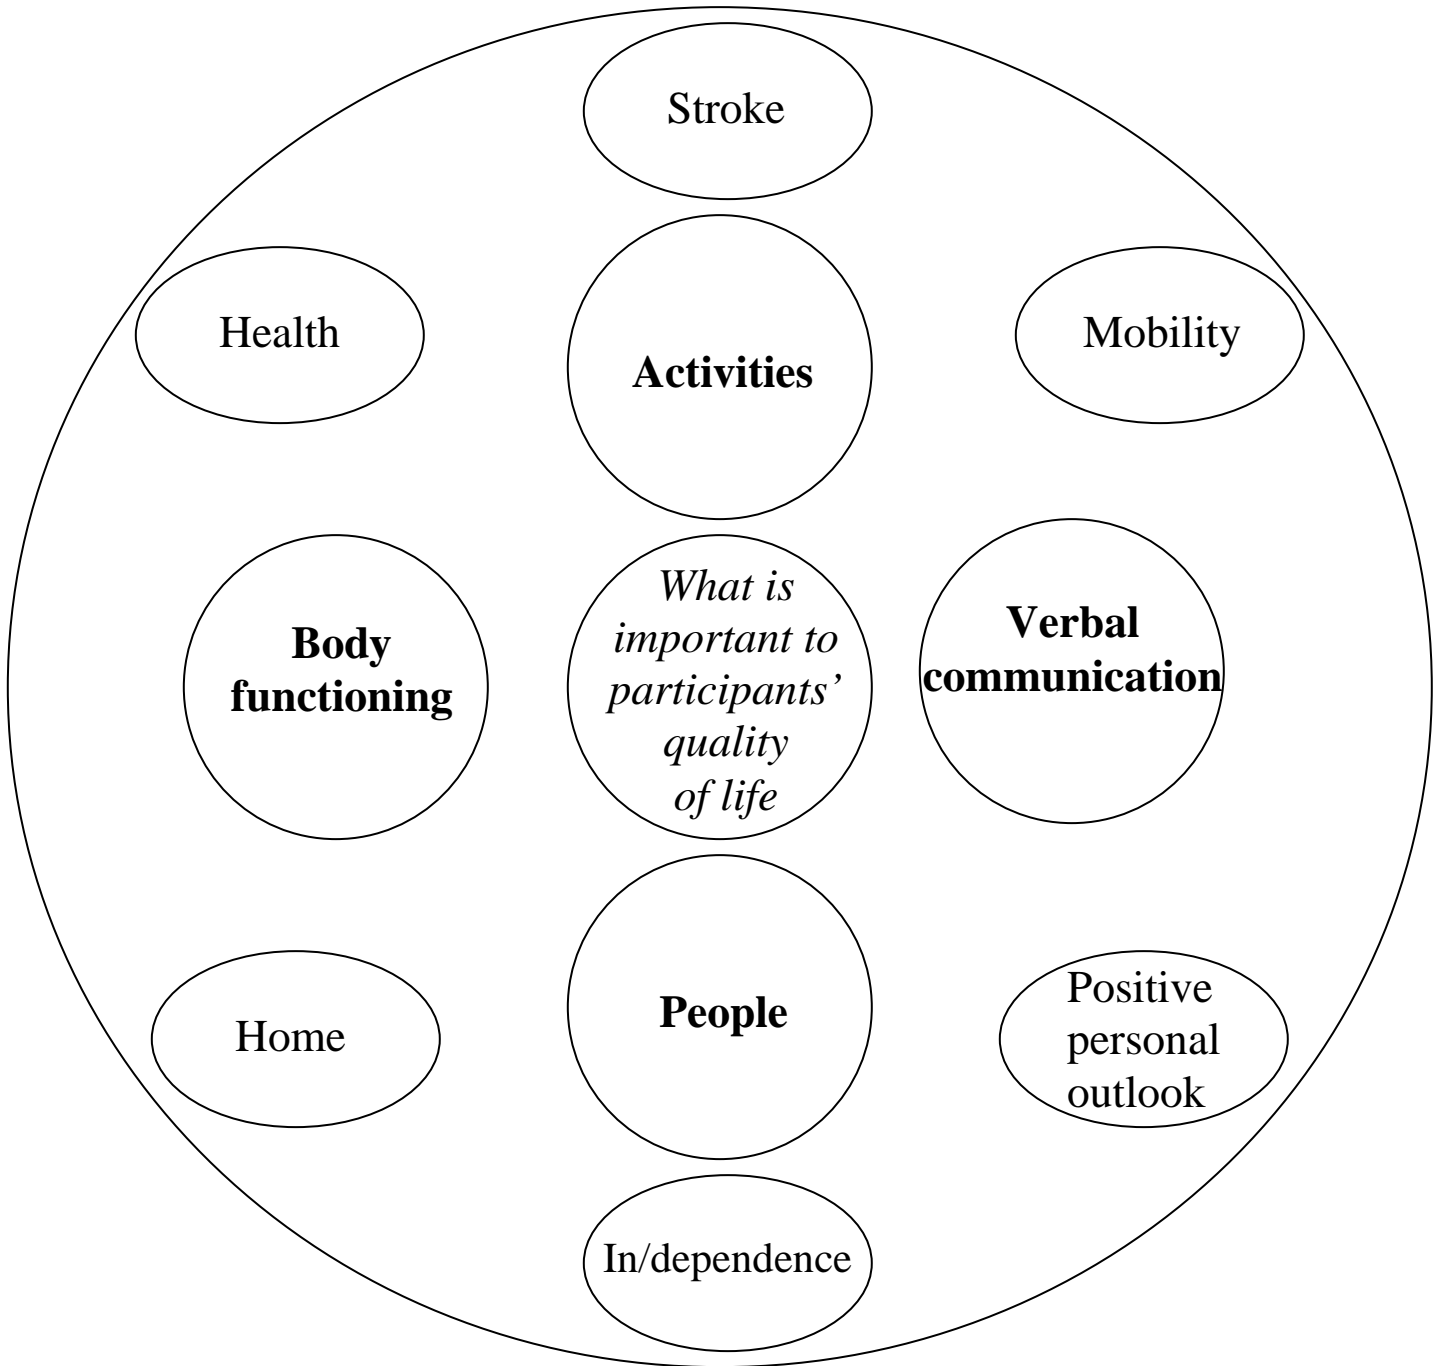 Stroke
Health
Mobility
Activities
Body
functioning
What is
important to
participants’
quality
of life
Verbal
communication
People
Home
Positive
personal
outlook
In/dependence